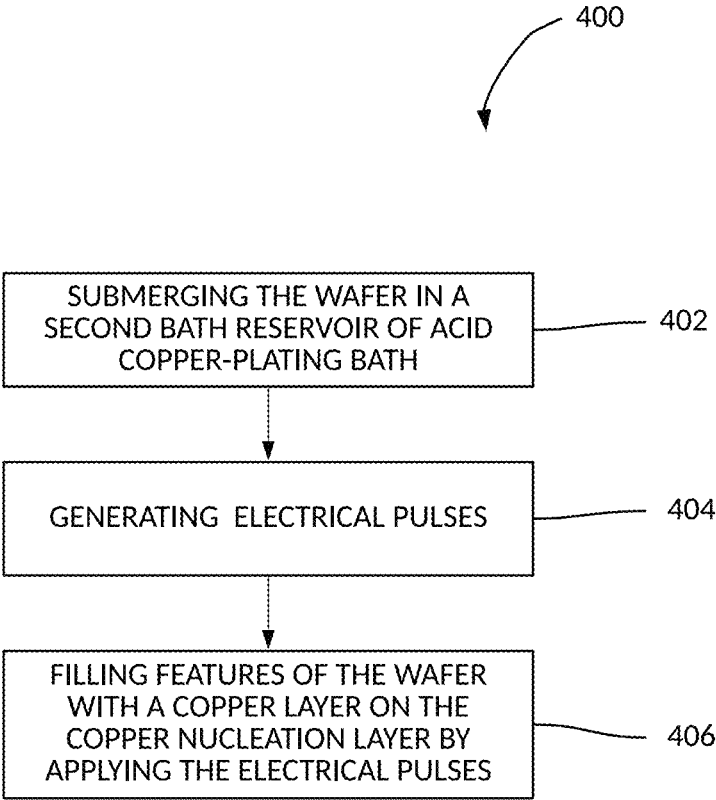 400
SUBMERGING THE WAFER IN A
SECOND BATH RESERVOIR OF ACID
COPPER-PLATING BATH
402
GENERATING ELECTRICAL PULSES
404
FILLING FEATURES OF THE WAFER
WITH A COPPER LAYER ON THE
COPPER NUCLEATION LAYER BY
APPLYING THE ELECTRICAL PULSES
406